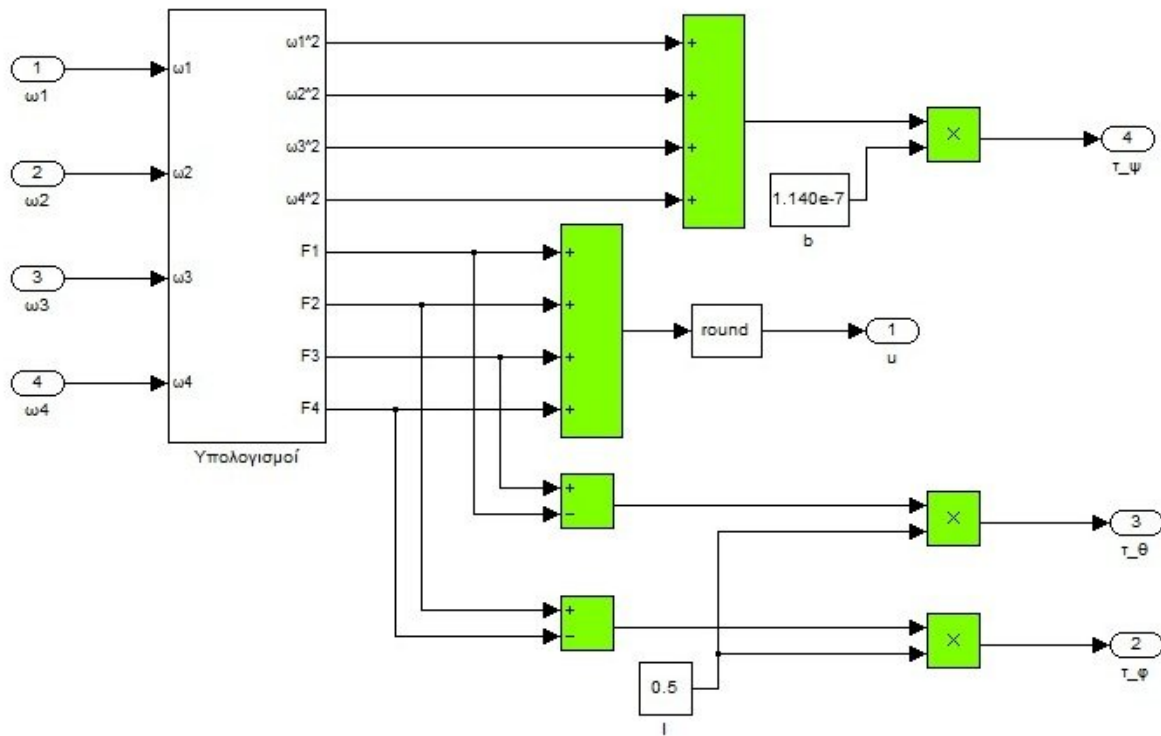 1
ω1
2
ω2
3
ω3
4
ω4
ω1
ω2
ω3
ω4
ω1^2
ω2^2
ω3^2
ω4^2
F1
F2
F3
F4
Υπολογισμοί
+
+
+
+
×
4
τ_ψ
1.140e-7
b
+
+
+
+
round
1
u
+
−
×
3
τ_θ
+
−
×
2
τ_φ
0.5
l